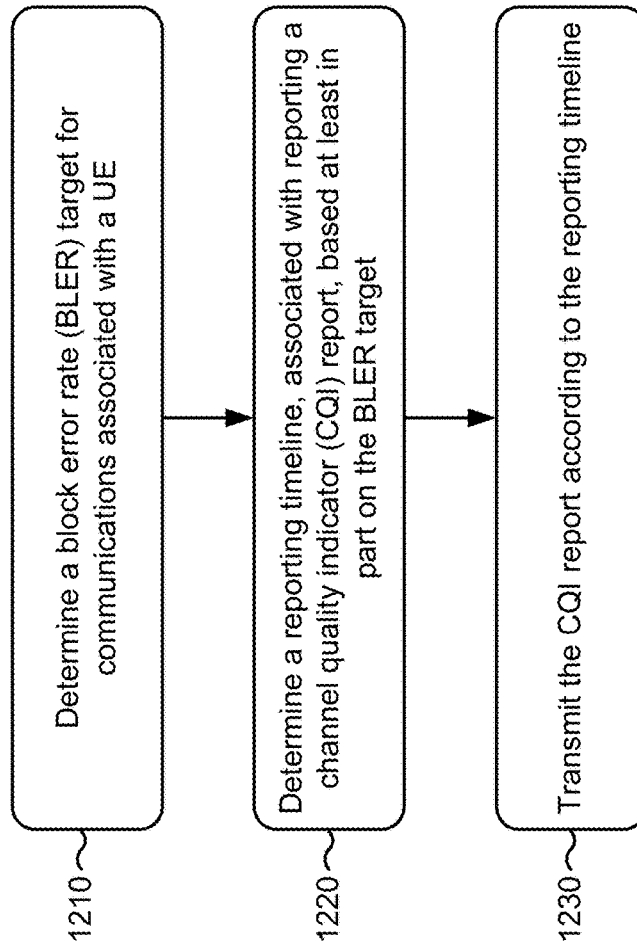 1210
Determine a block error rate (BLER) target for
communications associated with a UE
1220
Determine a reporting timeline, associated with reporting a
channel quality indicator (CQI) report, based at least in
part on the BLER target
1230
Transmit the CQI report according to the reporting timeline